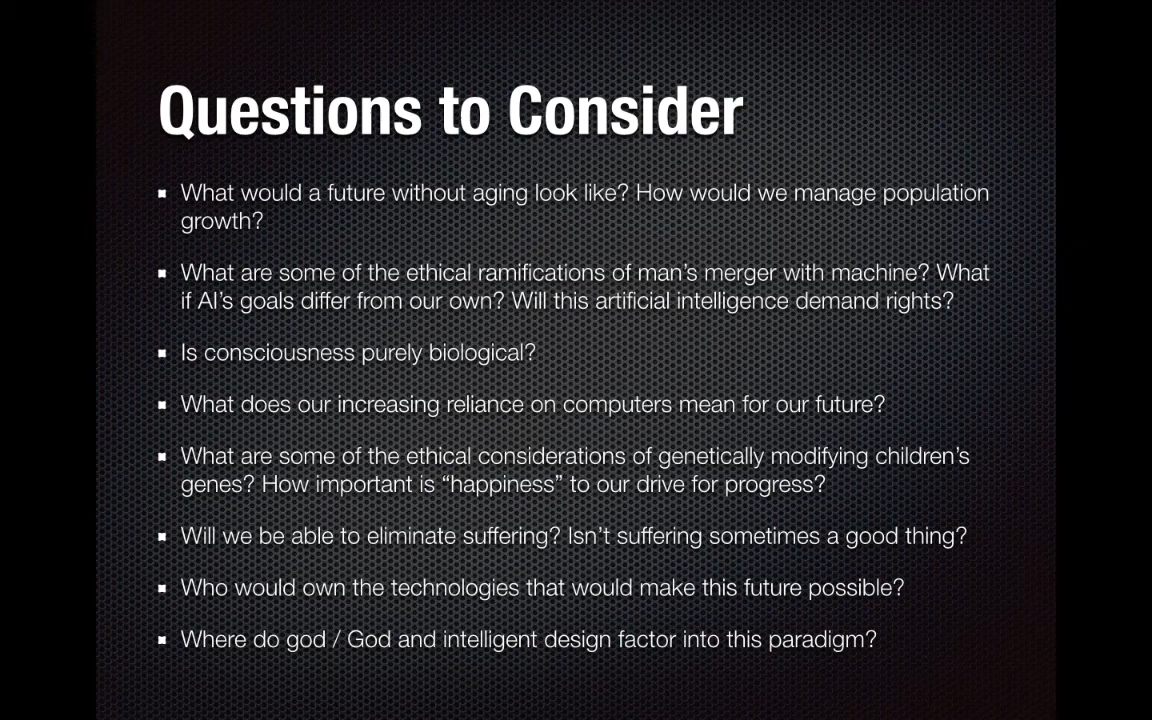 Questions to Consider
What would a future without aging look like? How would we manage population
growth?
What are some of the ethical ramifications of man's merger with machine? What
if AI's goals differ from our own? Will this artificial intelligence demand rights?
Is consciousness purely biological?
What does our increasing reliance on computers mean for our future?
What are some of the ethical considerations of genetically modifying children's
genes? How important is “happiness” to our drive for progress?
Will we be able to eliminate suffering? Isn't suffering sometimes a good thing?
Who would own the technologies that would make this future possible?
Where do god / God and intelligent design factor into this paradigm?